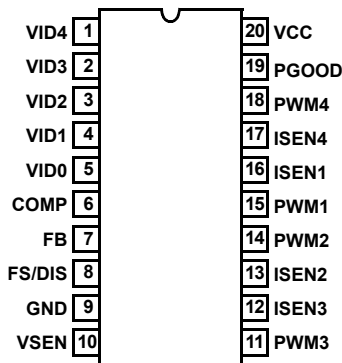 VID4 1 20 VCC
VID3 2 19 PGOOD
VID2 3 18 PWM4
VID1 4 17 ISEN4
VID0 5 16 ISEN1
COMP 6 15 PWM1
FB 7 14 PWM2
FS/DIS 8 13 ISEN2
GND 9 12 ISEN3
VSEN 10 11 PWM3